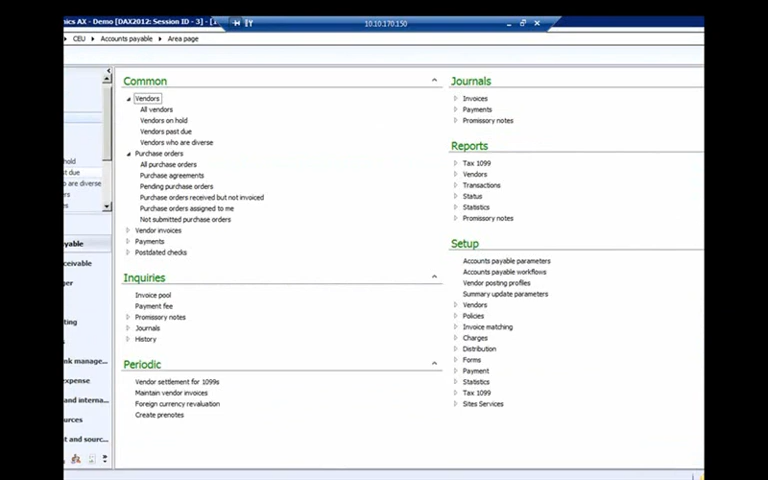 nics AX - Demo [DAX2012: Session ID - 3] - [1
10.10.170.150
CEU ▸ Accounts payable ▸ Area page
hold
st due
ho are diverse
rs
ayable
ceivable
ger
ting
nk manage...
xpense
and interna...
urces
t and sourc...
Common
Vendors
All vendors
Vendors on hold
Vendors past due
Vendors who are diverse
Purchase orders
All purchase orders
Purchase agreements
Pending purchase orders
Purchase orders received but not invoiced
Purchase orders assigned to me
Not submitted purchase orders
Vendor invoices
Payments
Postdated checks
Inquiries
Invoice pool
Payment fee
Promissory notes
Journals
History
Periodic
Vendor settlement for 1099s
Maintain vendor invoices
Foreign currency revaluation
Create prenotes
Journals
Invoices
Payments
Promissory notes
Reports
Tax 1099
Vendors
Transactions
Status
Statistics
Promissory notes
Setup
Accounts payable parameters
Accounts payable workflows
Vendor posting profiles
Summary update parameters
Vendors
Policies
Invoice matching
Charges
Distribution
Forms
Payment
Statistics
Tax 1099
Sites Services